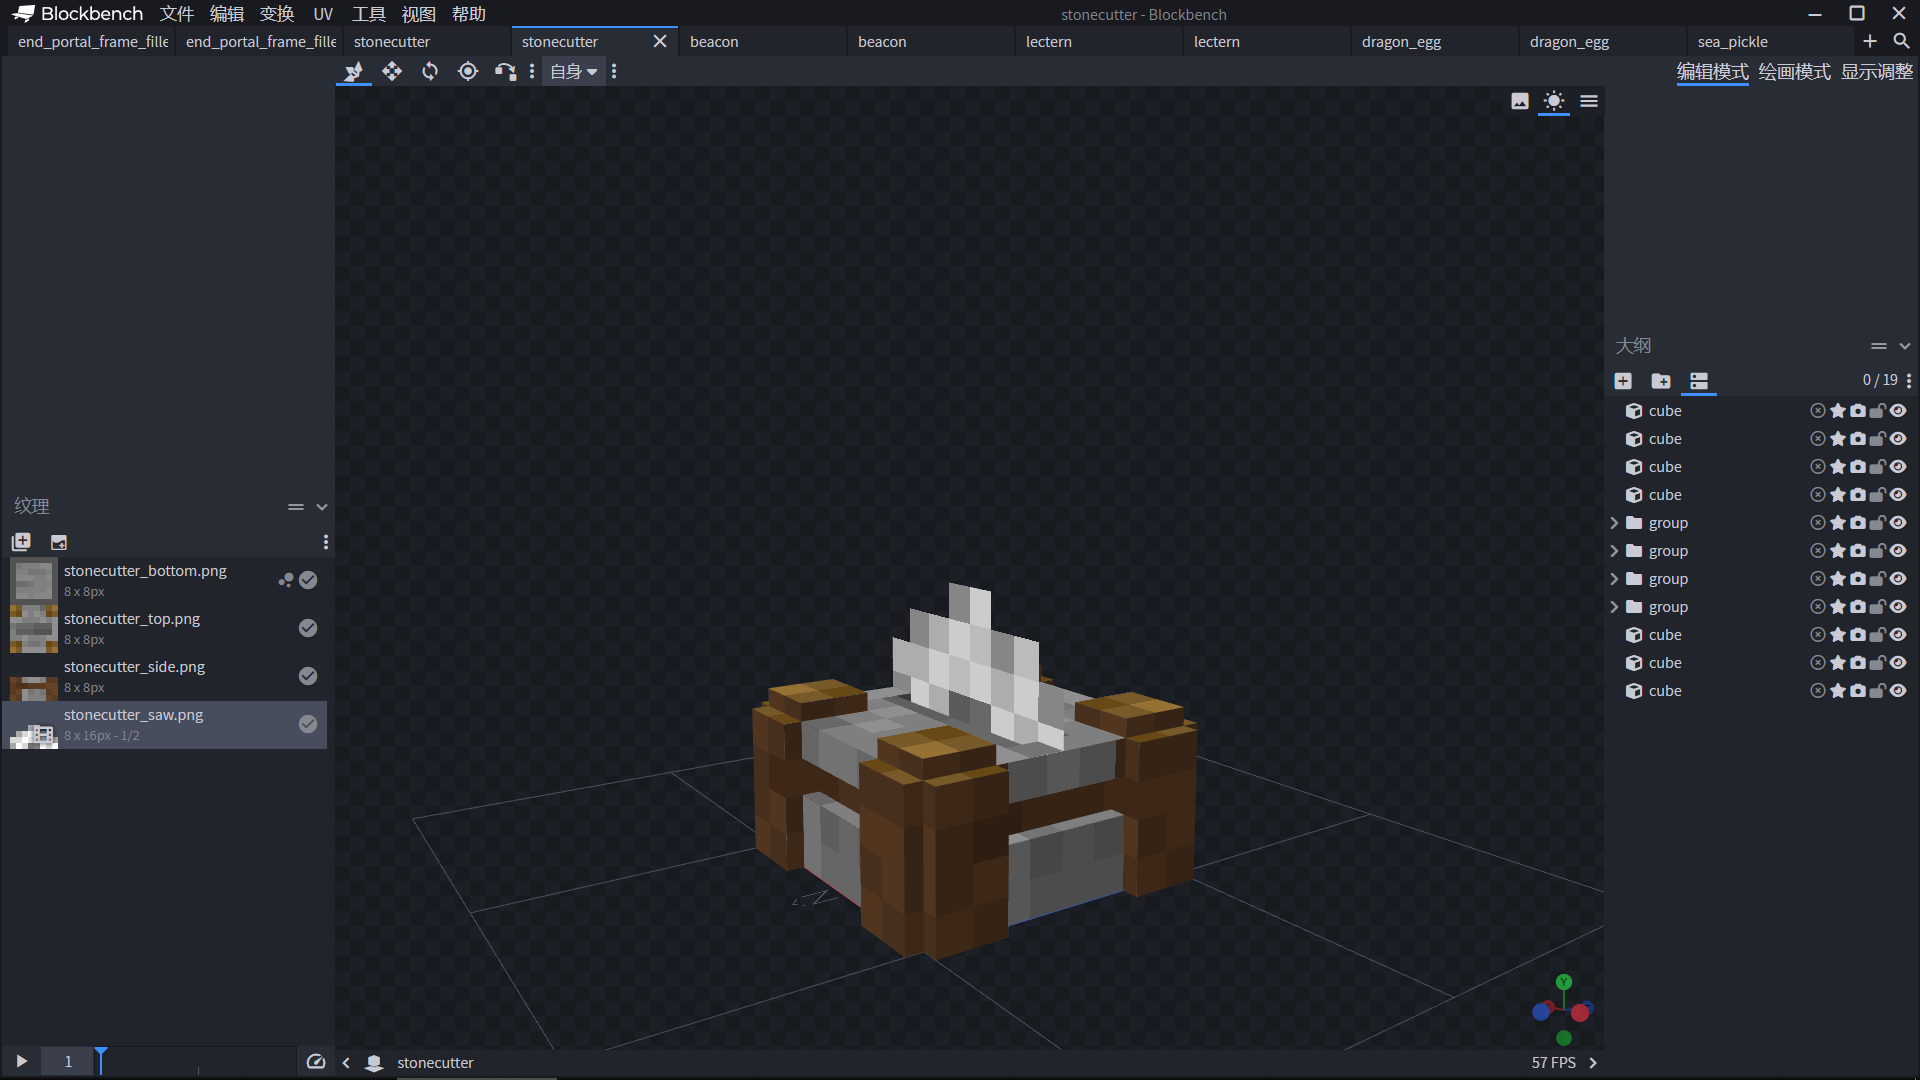 Blockbench 文件 编辑 变换 UV 工具 视图 帮助 stonecutter - Blockbench
end_portal_frame_fille end_portal_frame_fille stonecutter stonecutter beacon beacon lectern lectern dragon_egg dragon_egg sea_pickle
自身 编辑模式 绘画模式 显示调整
大纲
0 / 19
cube
cube
cube
cube
group
group
group
group
cube
cube
cube
纹理
stonecutter_bottom.png
8 x 8px
stonecutter_top.png
8 x 8px
stonecutter_side.png
8 x 8px
stonecutter_saw.png
8 x 16px - 1/2
Y
1 stonecutter 57 FPS